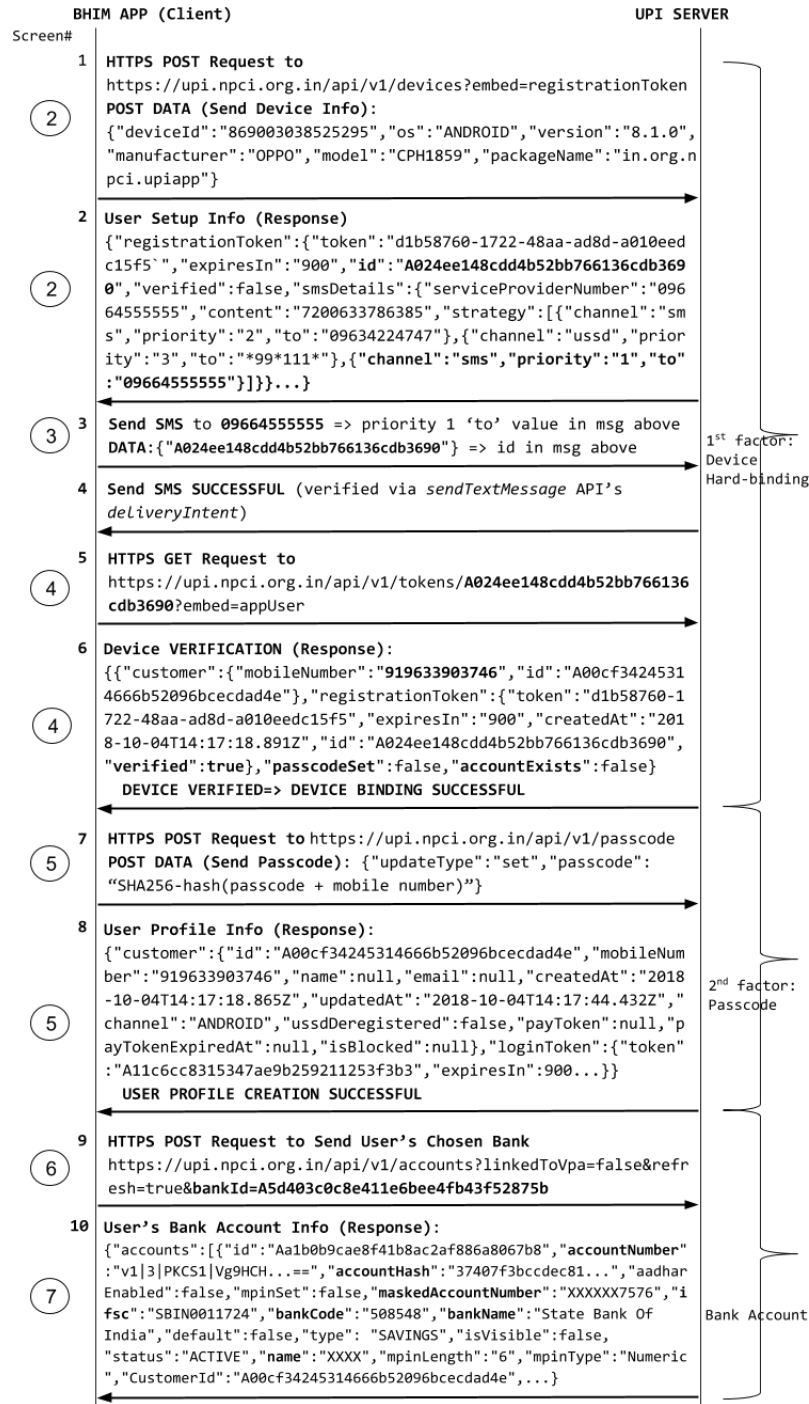 BHIM APP (Client)
UPI SERVER
Screen#
1
HTTPS POST Request to
https://upi.npci.org.in/api/v1/devices?embed=registrationToken
2
POST DATA (Send Device Info):
{"deviceId":"869003038525295","os":"ANDROID","version":"8.1.0",
"manufacturer":"OPPO","model":"CPH1859","packageName":"in.org.n
pci.upiapp"}
2
User Setup Info (Response)
{"registrationToken":{"token":"d1b58760-1722-48aa-ad8d-a010eed
c15f5`","expiresIn":"900","id":"A024ee148cdd4b52bb766136cdb369
2
0","verified":false,"smsDetails":{"serviceProviderNumber":"096
64555555","content":"7200633786385","strategy":[{"channel":"sm
s","priority":"2","to":"09634224747"},{"channel":"ussd","prior
ity":"3","to":"*99*111*"},{"channel":"sms","priority":"1","to"
:"09664555555"}]}}...}
3
Send SMS to 09664555555 => priority 1 ‘to’ value in msg above
3
DATA:{"A024ee148cdd4b52bb766136cdb3690"} => id in msg above
1st factor:
Device
Hard-binding
4
Send SMS SUCCESSFUL (verified via sendTextMessage API’s
deliveryIntent)
5
HTTPS GET Request to
4
https://upi.npci.org.in/api/v1/tokens/A024ee148cdd4b52bb766136
cdb3690?embed=appUser
6
Device VERIFICATION (Response):
{{"customer":{"mobileNumber":"919633903746","id":"A00cf3424531
4666b52096bcecdad4e"},"registrationToken":{"token":"d1b58760-1
4
722-48aa-ad8d-a010eedc15f5","expiresIn":"900","createdAt":"201
8-10-04T14:17:18.891Z","id":"A024ee148cdd4b52bb766136cdb3690",
"verified":true},"passcodeSet":false,"accountExists":false}
DEVICE VERIFIED=> DEVICE BINDING SUCCESSFUL
7
HTTPS POST Request to https://upi.npci.org.in/api/v1/passcode
5
POST DATA (Send Passcode): {"updateType":"set","passcode":
“SHA256-hash(passcode + mobile number)”}
8
User Profile Info (Response):
{"customer":{"id":"A00cf34245314666b52096bcecdad4e","mobileNum
ber":"919633903746","name":null,"email":null,"createdAt":"2018
2nd factor:
Passcode
5
-10-04T14:17:18.865Z","updatedAt":"2018-10-04T14:17:44.432Z","
channel":"ANDROID","ussdDeregistered":false,"payToken":null,"p
ayTokenExpiredAt":null,"isBlocked":null},"loginToken":{"token"
:"A11c6cc8315347ae9b259211253f3b3","expiresIn":900...}}
USER PROFILE CREATION SUCCESSFUL
9
HTTPS POST Request to Send User’s Chosen Bank
6
https://upi.npci.org.in/api/v1/accounts?linkedToVpa=false&refr
esh=true&bankId=A5d403c0c8e411e6bee4fb43f52875b
10
User’s Bank Account Info (Response):
{"accounts":[{"id":"Aa1b0b9cae8f41b8ac2af886a8067b8","accountNumber"
:"v1|3|PKCS1|Vg9HCH...==","accountHash":"37407f3bccdec81...","aadhar
7
Enabled":false,"mpinSet":false,"maskedAccountNumber":"XXXXXX7576","i
fsc":"SBIN0011724","bankCode":"508548","bankName":"State Bank Of
India","default":false,"type": "SAVINGS","isVisible":false,
"status":"ACTIVE","name":"XXXX","mpinLength":"6","mpinType":"Numeric
","CustomerId":"A00cf34245314666b52096bcecdad4e",...}
Bank Account